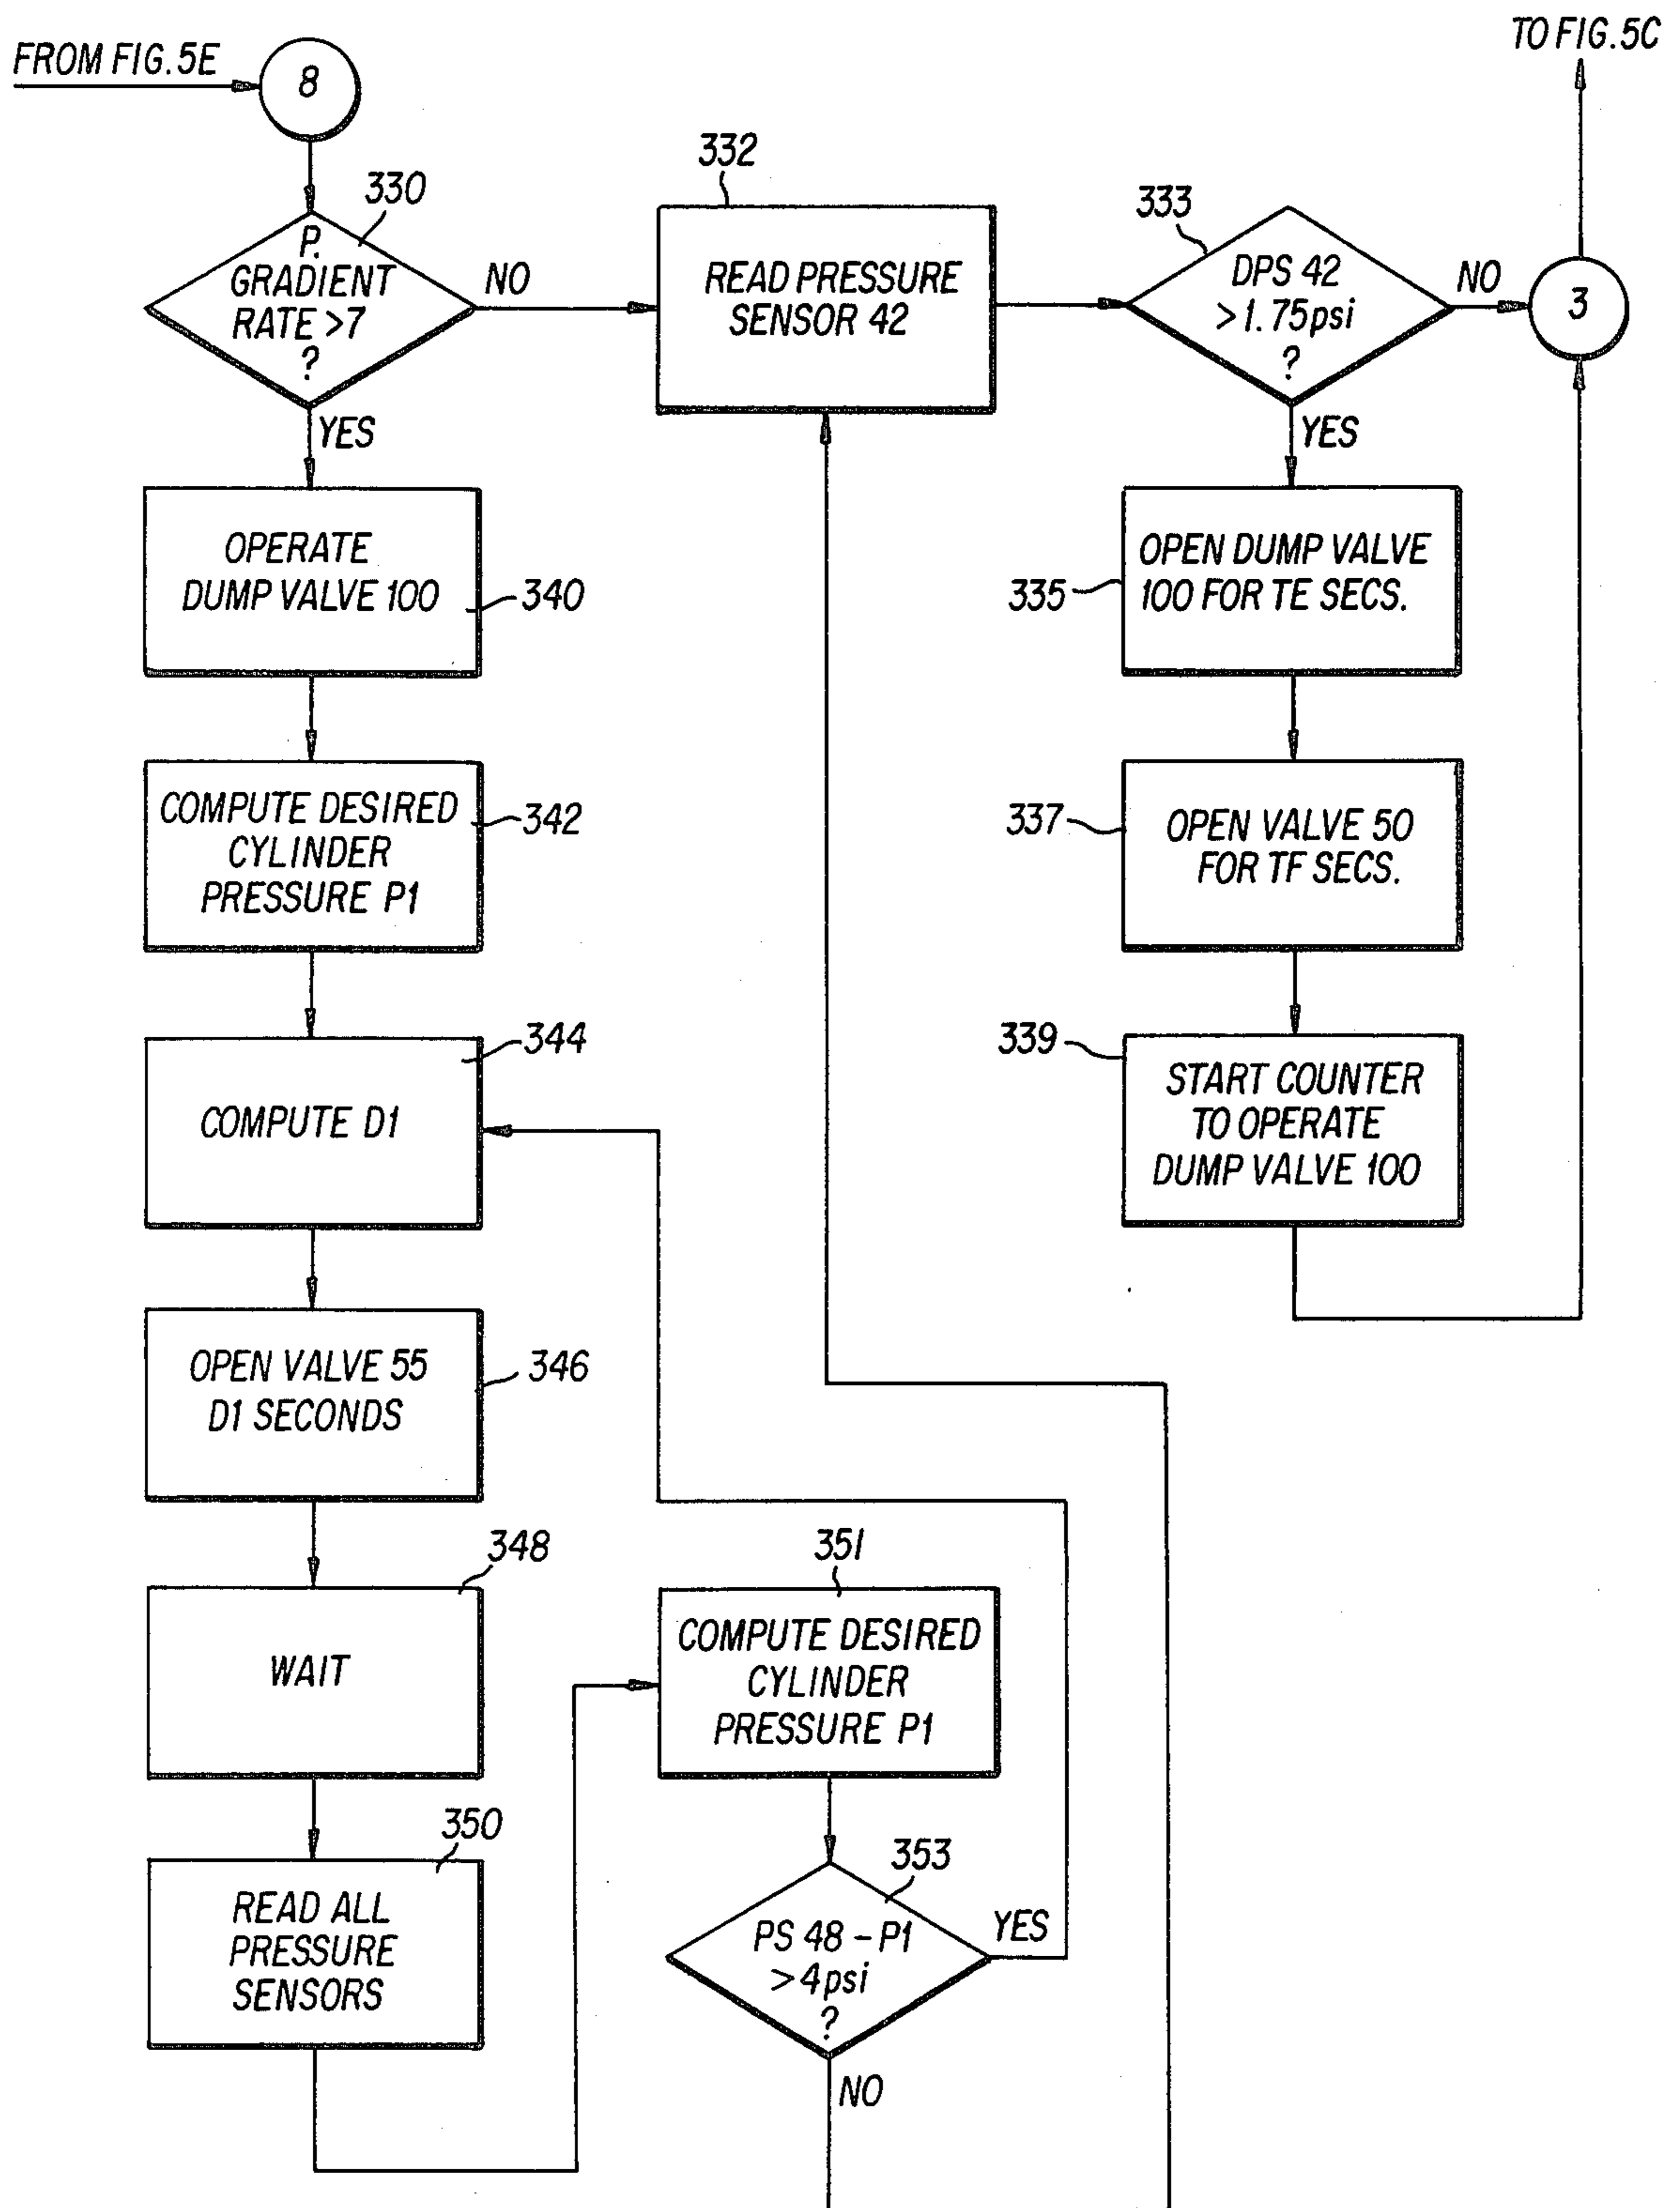 FROM FIG.5E
8
TO FIG.5C
330
P.
GRADIENT
RATE >7
?
NO
YES
332
READ PRESSURE
SENSOR 42
333
DPS 42
>1.75psi
?
NO
YES
3
OPERATE
DUMP VALVE 100
340
OPEN DUMP VALVE
100 FOR TE SECS.
335
COMPUTE DESIRED
CYLINDER
PRESSURE P1
342
337
OPEN VALVE 50
FOR TF SECS.
344
COMPUTE D1
339
START COUNTER
TO OPERATE
DUMP VALVE 100
OPEN VALVE 55
D1 SECONDS
346
348
WAIT
351
COMPUTE DESIRED
CYLINDER
PRESSURE P1
350
READ ALL
PRESSURE
SENSORS
353
PS 48 – P1
>4psi
?
YES
NO